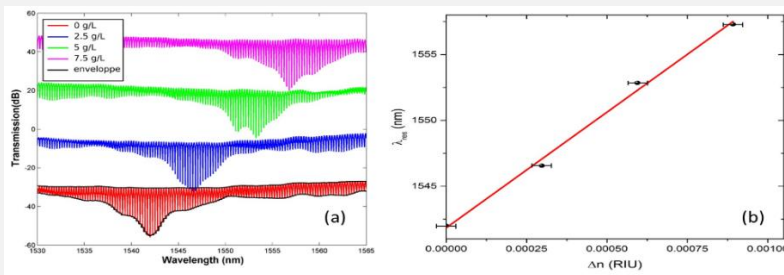 60
40
20
0
-20
-40
-60
Transmission(dB)
0 g/L
2.5 g/L
5 g/L
7.5 g/L
enveloppe
(a)
1530
1535
1540
1545
1550
1555
1560
1565
Wavelength (nm)
1555
1550
1545
λres (nm)
(b)
0.00000
0.00025
0.00050
0.00075
0.00100
Δn (RIU)